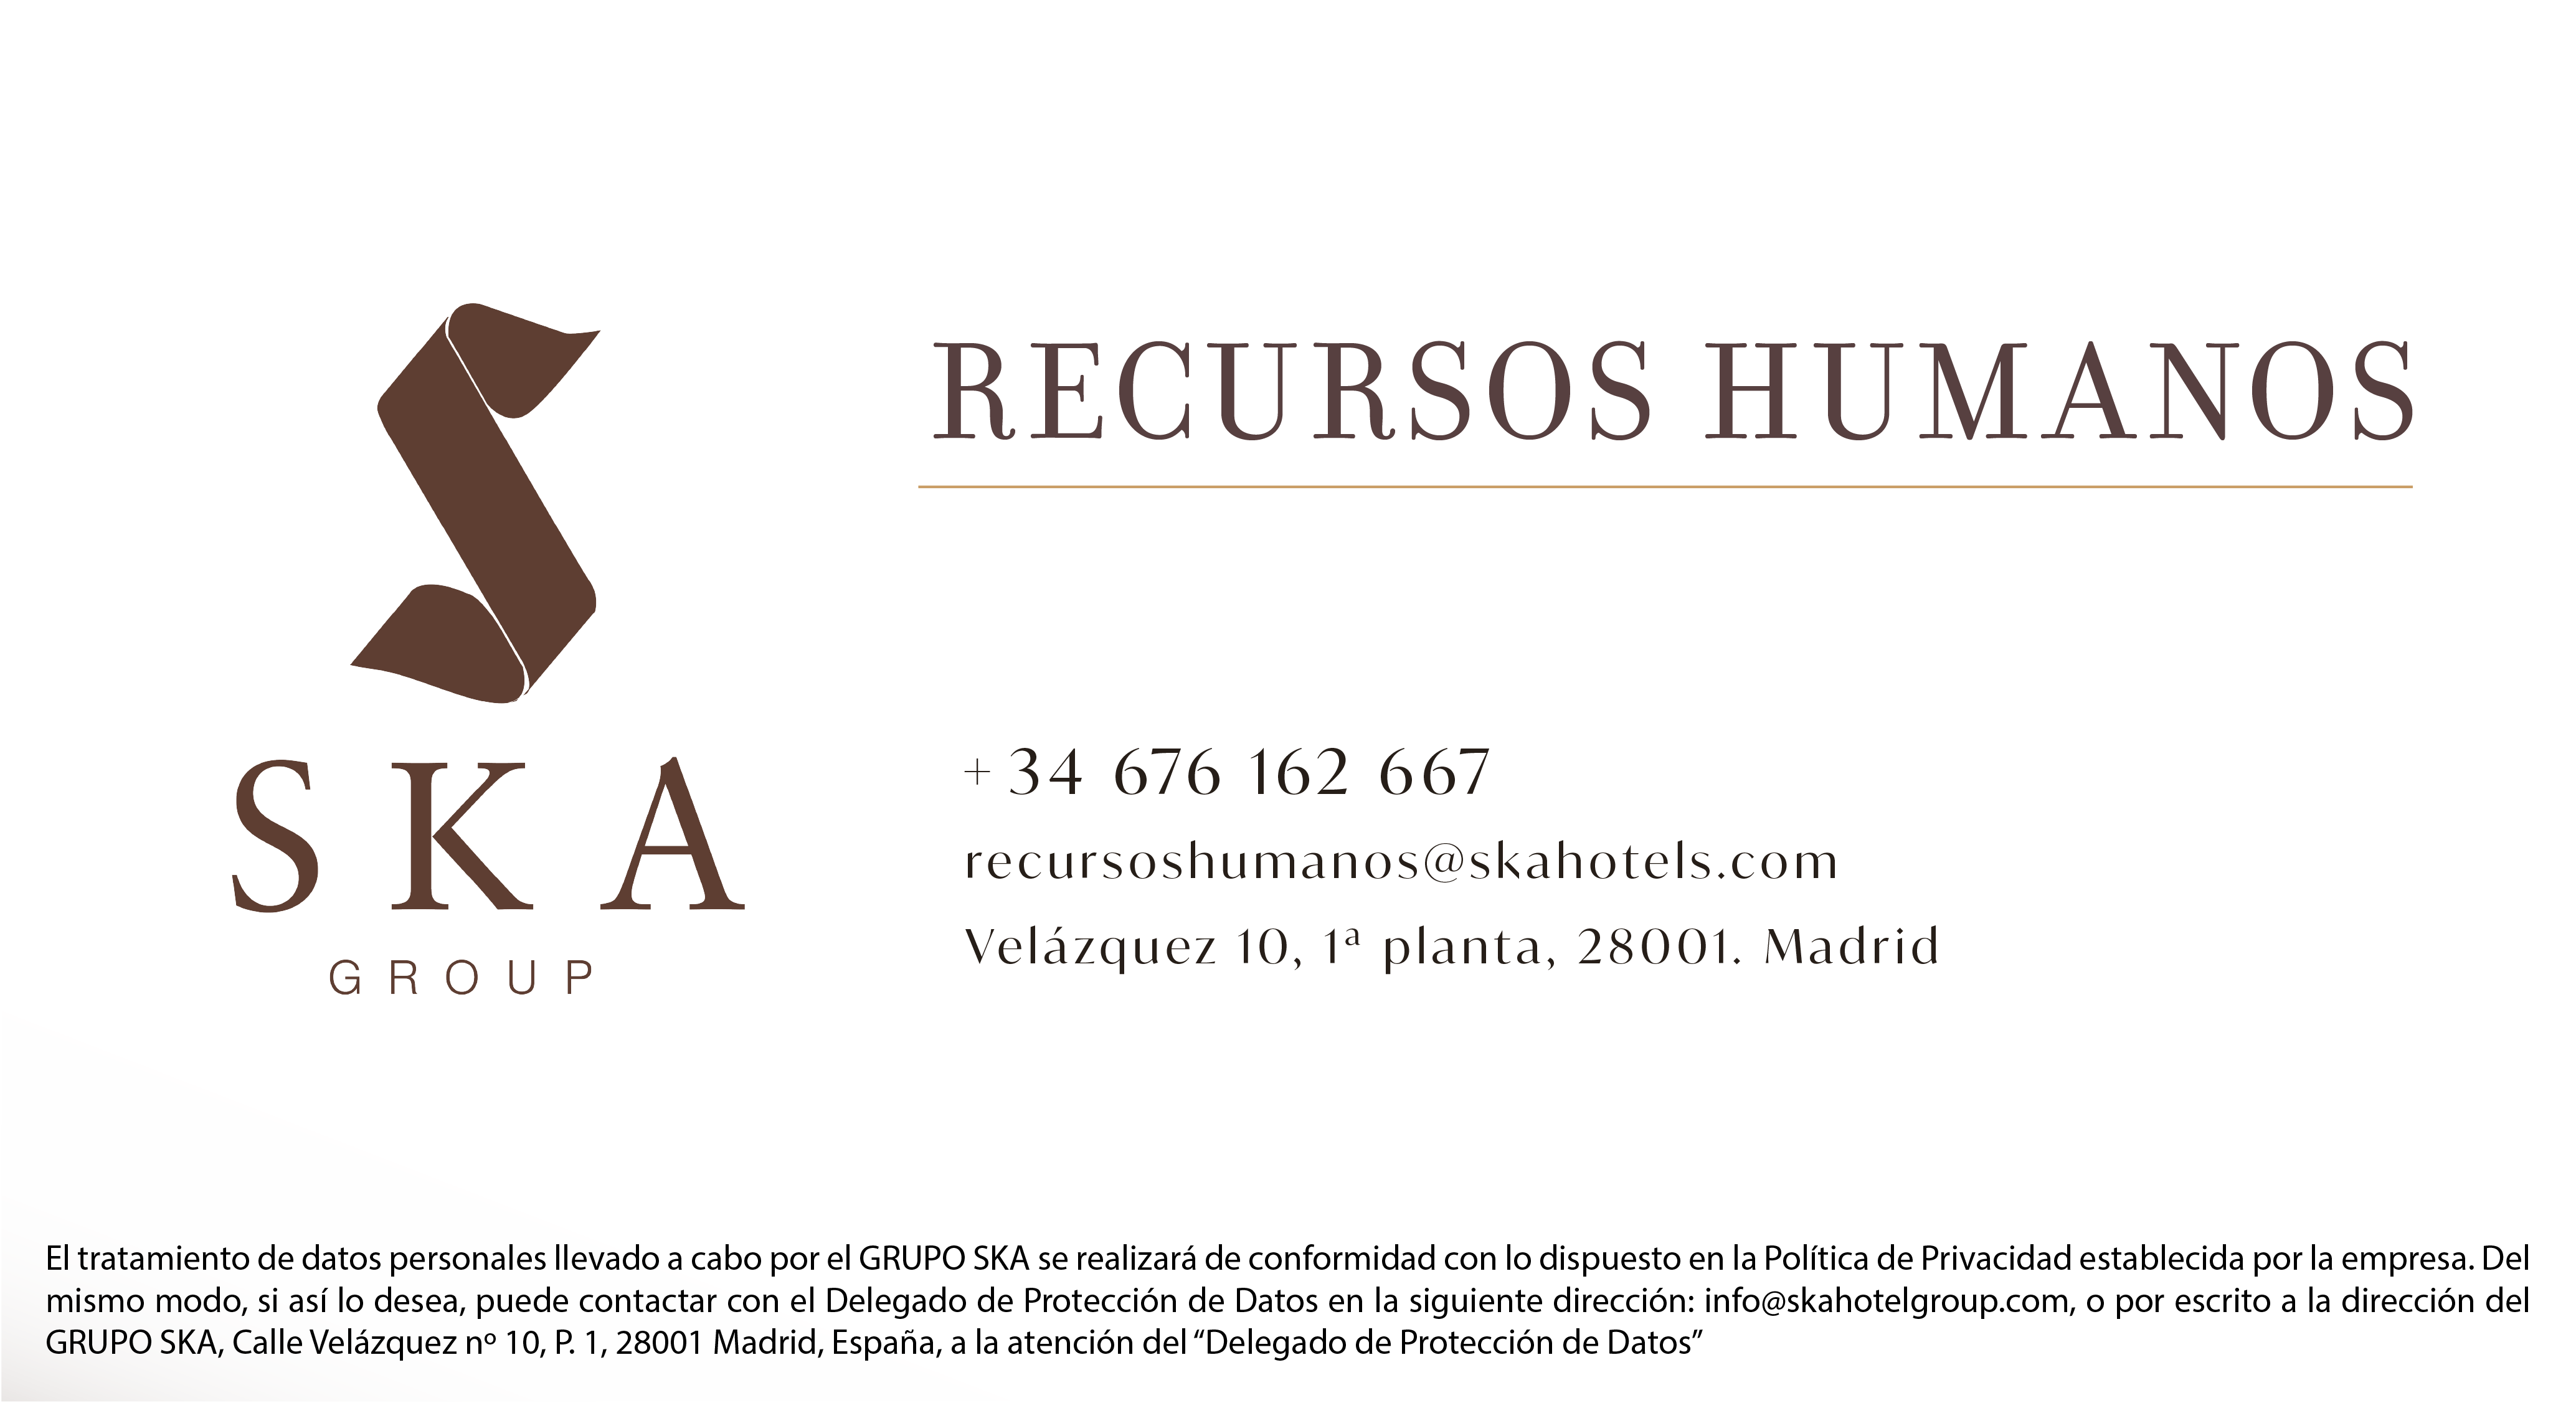 RECURSOS HUMANOS
SKA
GROUP
+ 34 676 162 667
recursoshumanos@skahotels.com
Velázquez 10, 1ª planta, 28001. Madrid
El tratamiento de datos personales llevado a cabo por el GRUPO SKA se realizará de conformidad con lo dispuesto en la Política de Privacidad establecida por la empresa. Del
mismo modo, si así lo desea, puede contactar con el Delegado de Protección de Datos en la siguiente dirección: info@skahotelgroup.com, o por escrito a la dirección del
GRUPO SKA, Calle Velázquez nº 10, P. 1, 28001 Madrid, España, a la atención del “Delegado de Protección de Datos”